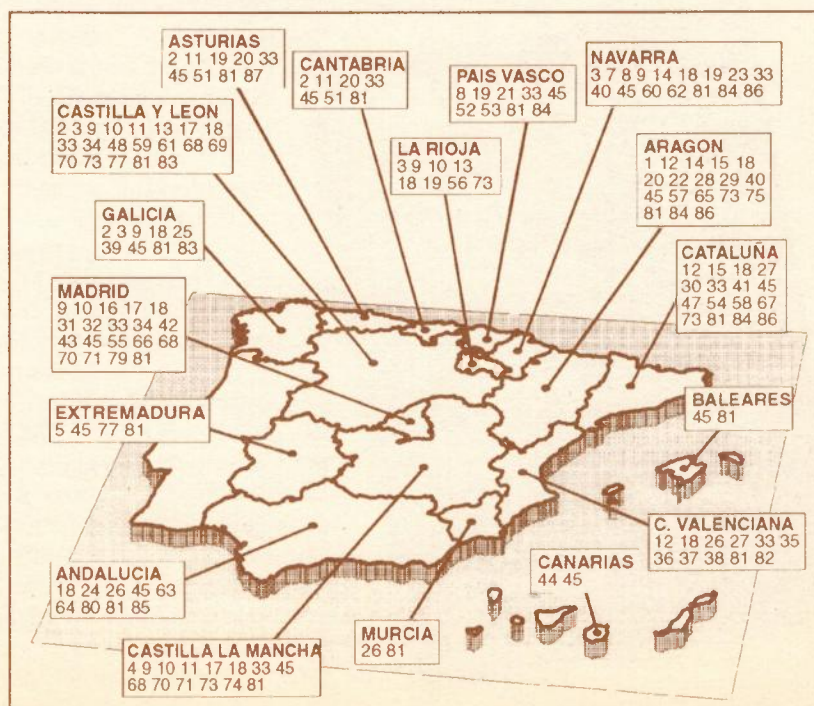 ASTURIAS
2 11 19 20 33
45 51 81 87
CANTABRIA
2 11 20 33
45 51 81
PAIS VASCO
8 19 21 33 45
52 53 81 84
NAVARRA
3 7 8 9 14 18 19 23 33
40 45 60 62 81 84 86
CASTILLA Y LEON
2 3 9 10 11 13 17 18
33 34 48 59 61 68 69
70 73 77 81 83
LA RIOJA
3 9 10 13
18 19 56 73
ARAGON
1 12 14 15 18
20 22 28 29 40
45 57 65 73 75
81 84 86
GALICIA
2 3 9 18 25
39 45 81 83
CATALUÑA
12 15 18 27
30 33 41 45
47 54 58 67
73 81 84 86
MADRID
9 10 16 17 18
31 32 33 34 42
43 45 55 66 68
70 71 79 81
BALEARES
45 81
EXTREMADURA
5 45 77 81
C. VALENCIANA
12 18 26 27 33 35
36 37 38 81 82
ANDALUCIA
18 24 26 45 63
64 80 81 85
CANARIAS
44 45
MURCIA
26 81
CASTILLA LA MANCHA
4 9 10 11 17 18 33 45
68 70 71 73 74 81